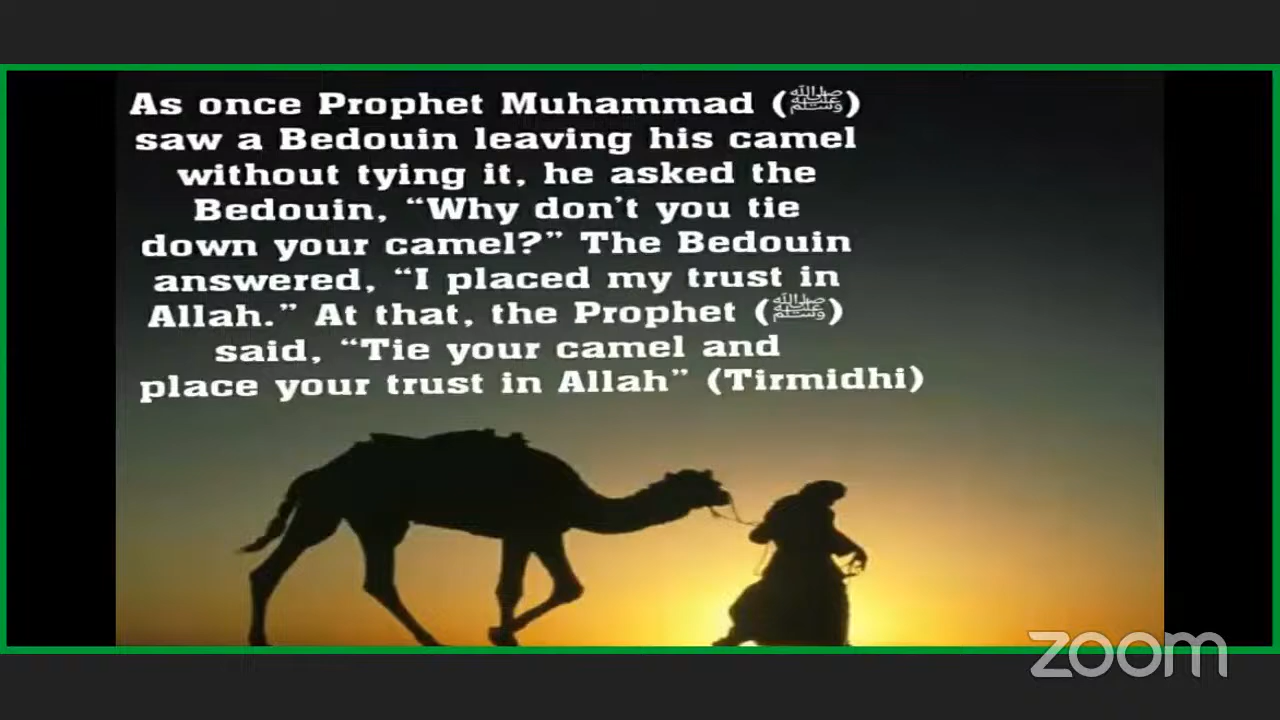 As once Prophet Muhammad (ﷺ)
saw a Bedouin leaving his camel
without tying it, he asked the
Bedouin, “Why don’t you tie
down your camel?” The Bedouin
answered, “I placed my trust in
Allah.” At that, the Prophet (ﷺ)
said, “Tie your camel and
place your trust in Allah” (Tirmidhi)
zoom